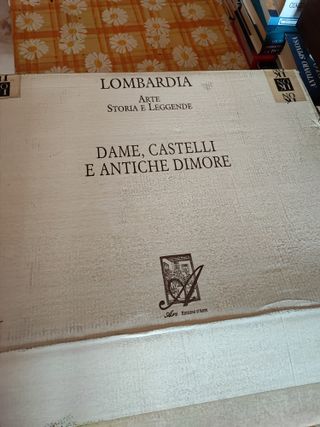 LOMBARDIA
ARTE
STORIA E LEGGENDE
DAME, CASTELLI
E ANTICHE DIMORE